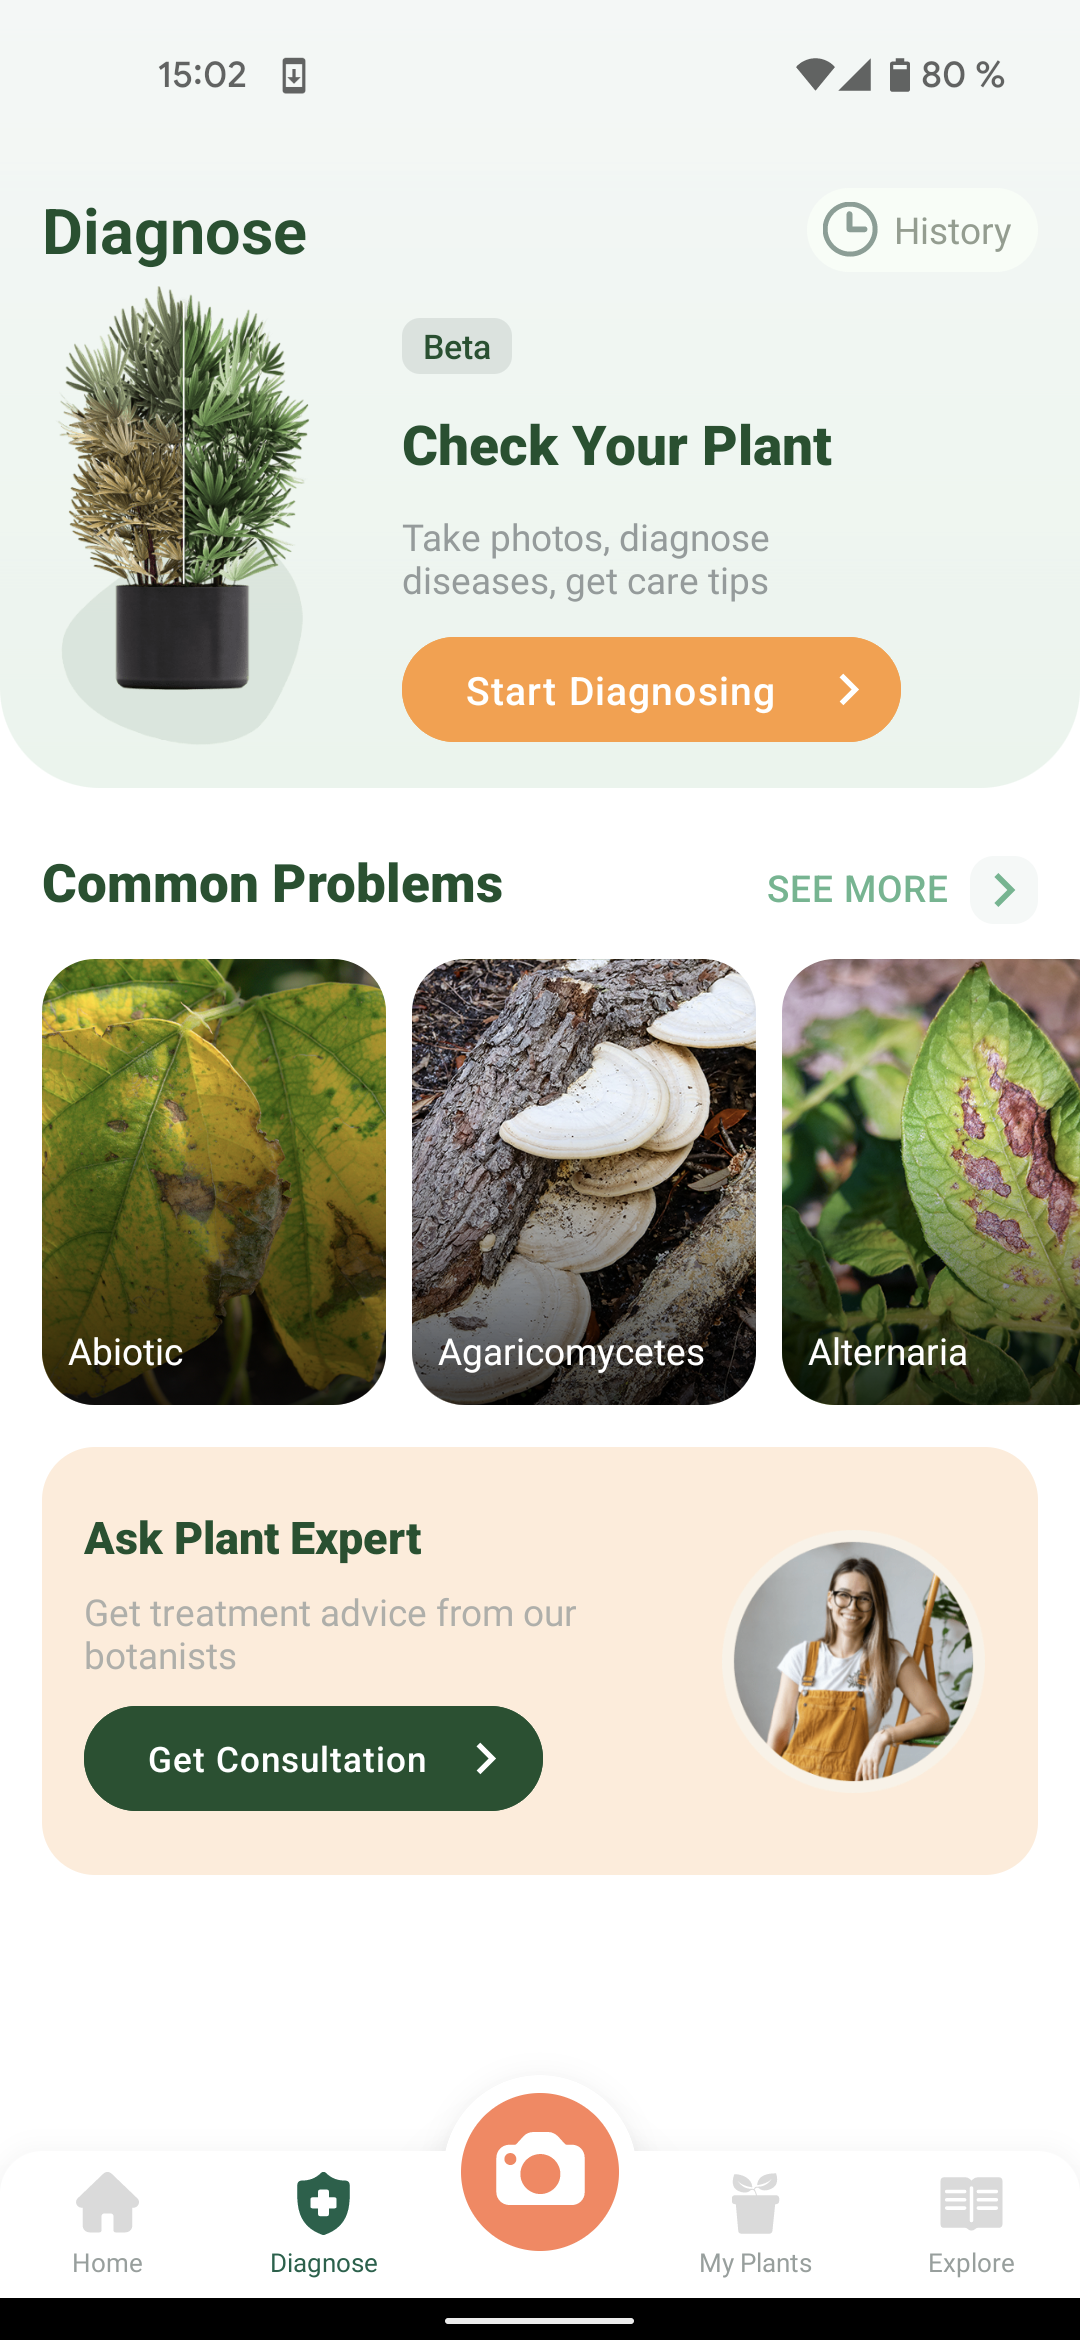 15:02
80 %
Diagnose
History
Beta
Check Your Plant
Take photos, diagnose
diseases, get care tips
Start Diagnosing
Common Problems
SEE MORE
Abiotic
Agaricomycetes
Alternaria
Ask Plant Expert
Get treatment advice from our
botanists
Get Consultation
Home
Diagnose
My Plants
Explore